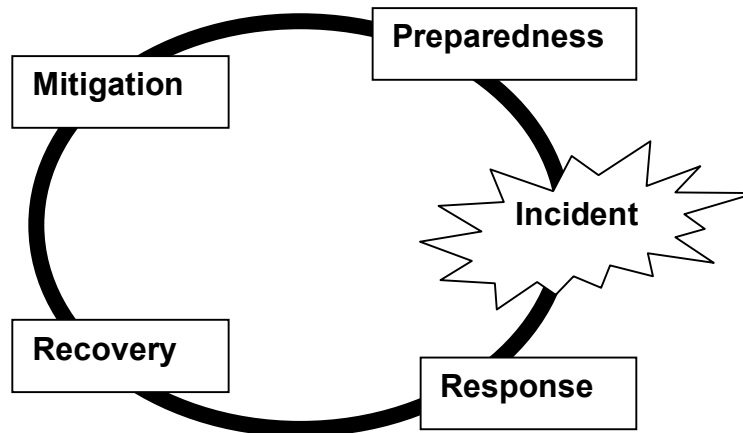 Preparedness
Mitigation
Incident
Recovery
Response